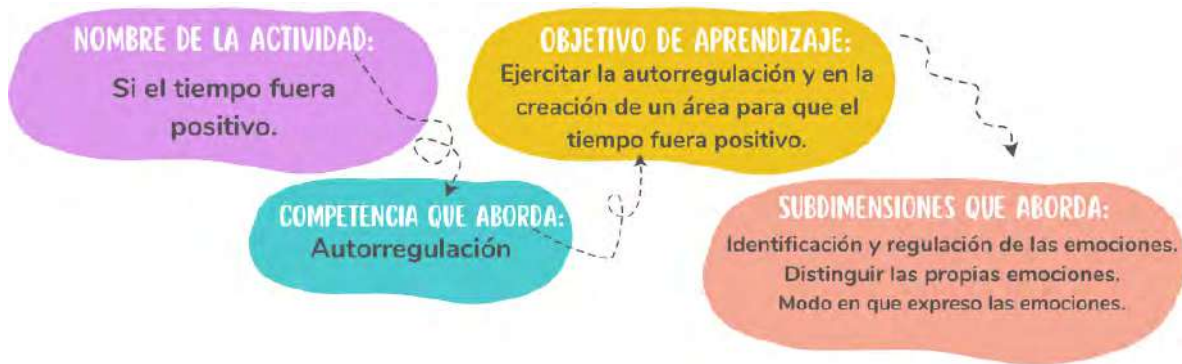 NOMBRE DE LA ACTIVIDAD:
Si el tiempo fuera
positivo.
COMPETENCIA QUE ABORDA:
Autorregulación
OBJETIVO DE APRENDIZAJE:
Ejercitar la autorregulación y en la
creación de un área para que el
tiempo fuera positivo.
SUBDIMENSIONES QUE ABORDA:
Identificación y regulación de las emociones.
Distinguir las propias emociones.
Modo en que expreso las emociones.